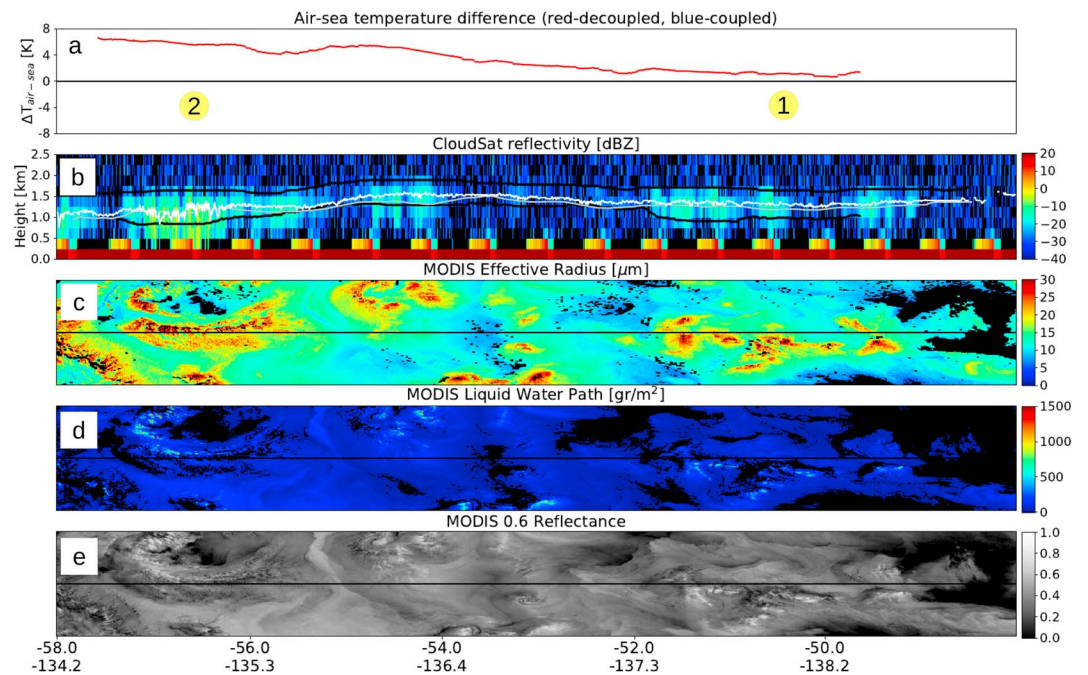 Air-sea temperature difference (red-decoupled, blue-coupled)
a
ΔT_air−sea [K]
8
4
0
-4
-8
2
1
CloudSat reflectivity [dBZ]
b
Height [km]
2.5
2.0
1.5
1.0
0.5
0.0
20
10
0
−10
−20
−30
−40
MODIS Effective Radius [μm]
c
30
25
20
15
10
5
0
MODIS Liquid Water Path [gr/m²]
d
1500
1000
500
0
MODIS 0.6 Reflectance
e
1.0
0.8
0.6
0.4
0.2
0.0
-58.0 -56.0 -54.0 -52.0 -50.0
-134.2 -135.3 -136.4 -137.3 -138.2